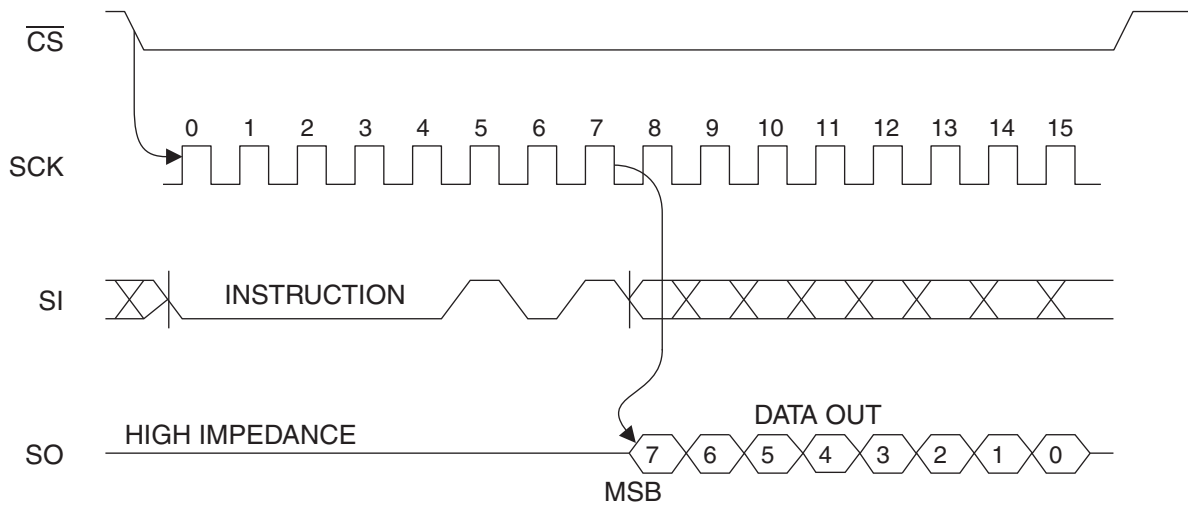 CS
0 1 2 3 4 5 6 7 8 9 10 11 12 13 14 15
SCK
SI INSTRUCTION
DATA OUT
HIGH IMPEDANCE
SO 7 6 5 4 3 2 1 0
MSB